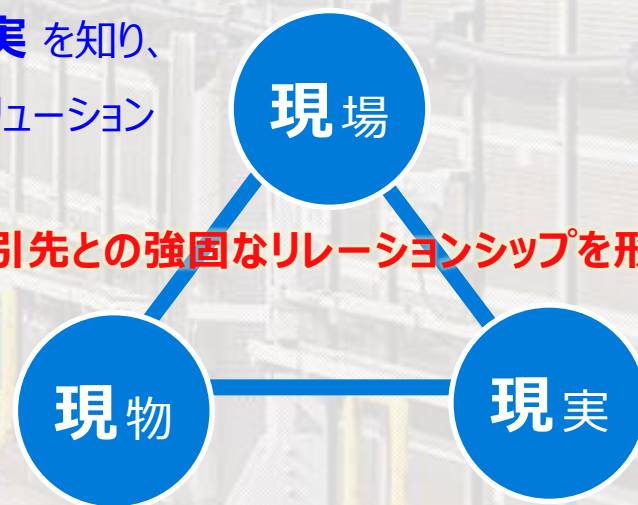 実 を知り、
現場
リューション
引先との強固なリレーションシップを形
現物
現実